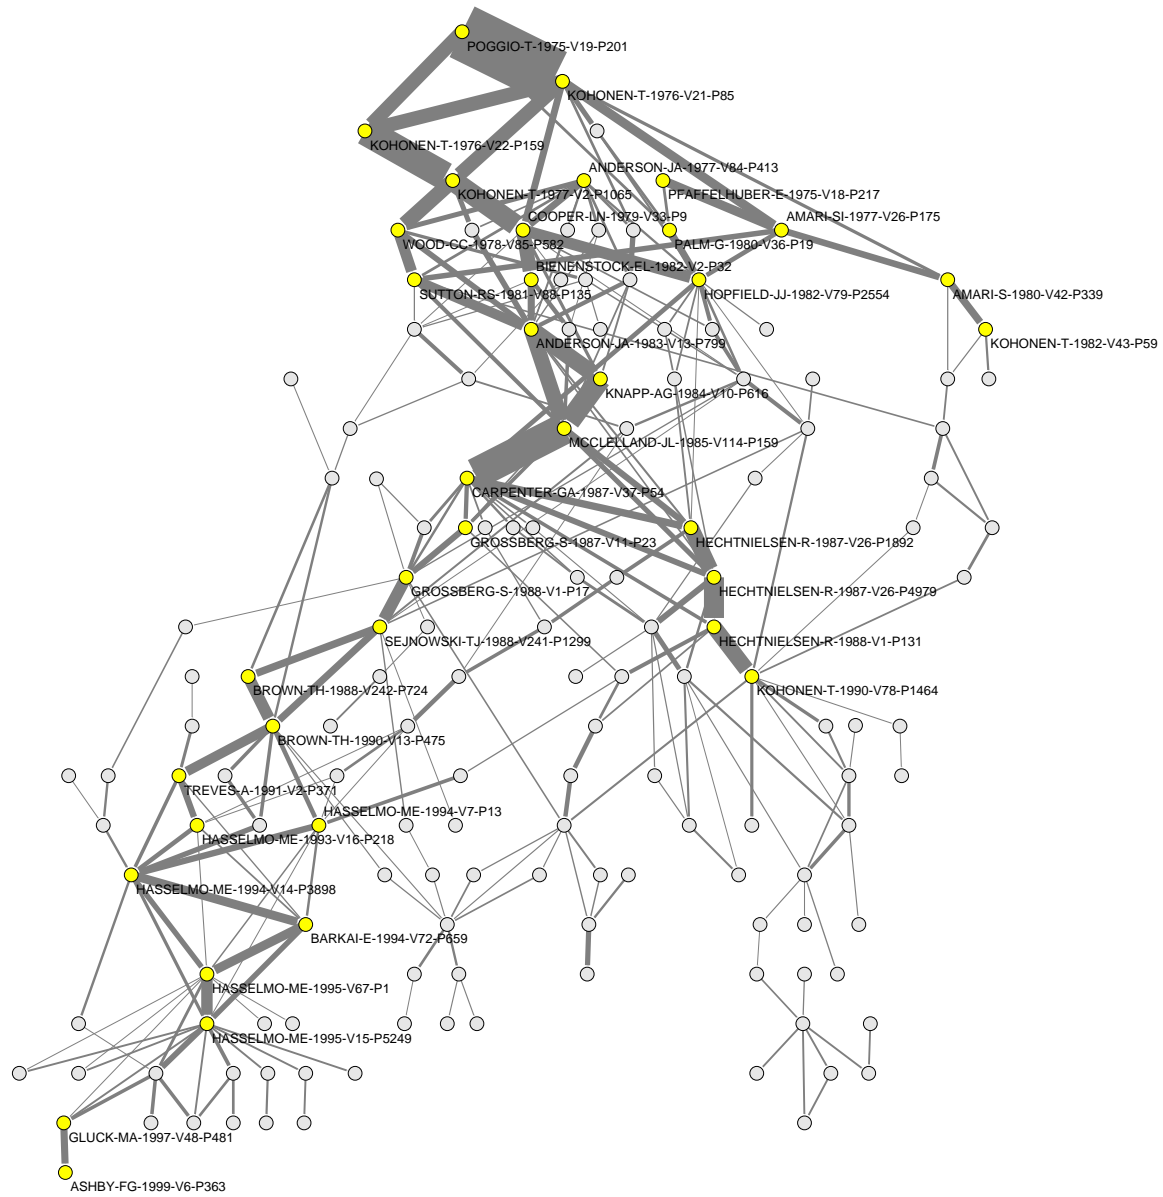 POGGIO-T-1975-V19-P201
KOHONEN-T-1976-V21-P85
KOHONEN-T-1976-V22-P159
ANDERSON-JA-1977-V84-P413
KOHONEN-T-1977-V2-P1065
PFAFFELHUBER-E-1975-V18-P217
COOPER-LN-1979-V33-P9
AMARI-SI-1977-V26-P175
WOOD-CC-1978-V85-P582
PALM-G-1980-V36-P19
BIENENSTOCK-EL-1982-V2-P32
SUTTON-RS-1981-V88-P135
HOPFIELD-JJ-1982-V79-P2554
AMARI-S-1980-V42-P339
ANDERSON-JA-1983-V13-P799
KOHONEN-T-1982-V43-P59
KNAPP-AG-1984-V10-P616
MCCLELLAND-JL-1985-V114-P159
CARPENTER-GA-1987-V37-P54
GROSSBERG-S-1987-V11-P23
HECHTNIELSEN-R-1987-V26-P1892
GROSSBERG-S-1988-V1-P17
HECHTNIELSEN-R-1987-V26-P4979
SEJNOWSKI-TJ-1988-V241-P1299
HECHTNIELSEN-R-1988-V1-P131
BROWN-TH-1988-V242-P724
KOHONEN-T-1990-V78-P1464
BROWN-TH-1990-V13-P475
TREVES-A-1991-V2-P371
HASSELMO-ME-1994-V7-P13
HASSELMO-ME-1993-V16-P218
HASSELMO-ME-1994-V14-P3898
BARKAI-E-1994-V72-P659
HASSELMO-ME-1995-V67-P1
HASSELMO-ME-1995-V15-P5249
GLUCK-MA-1997-V48-P481
ASHBY-FG-1999-V6-P363